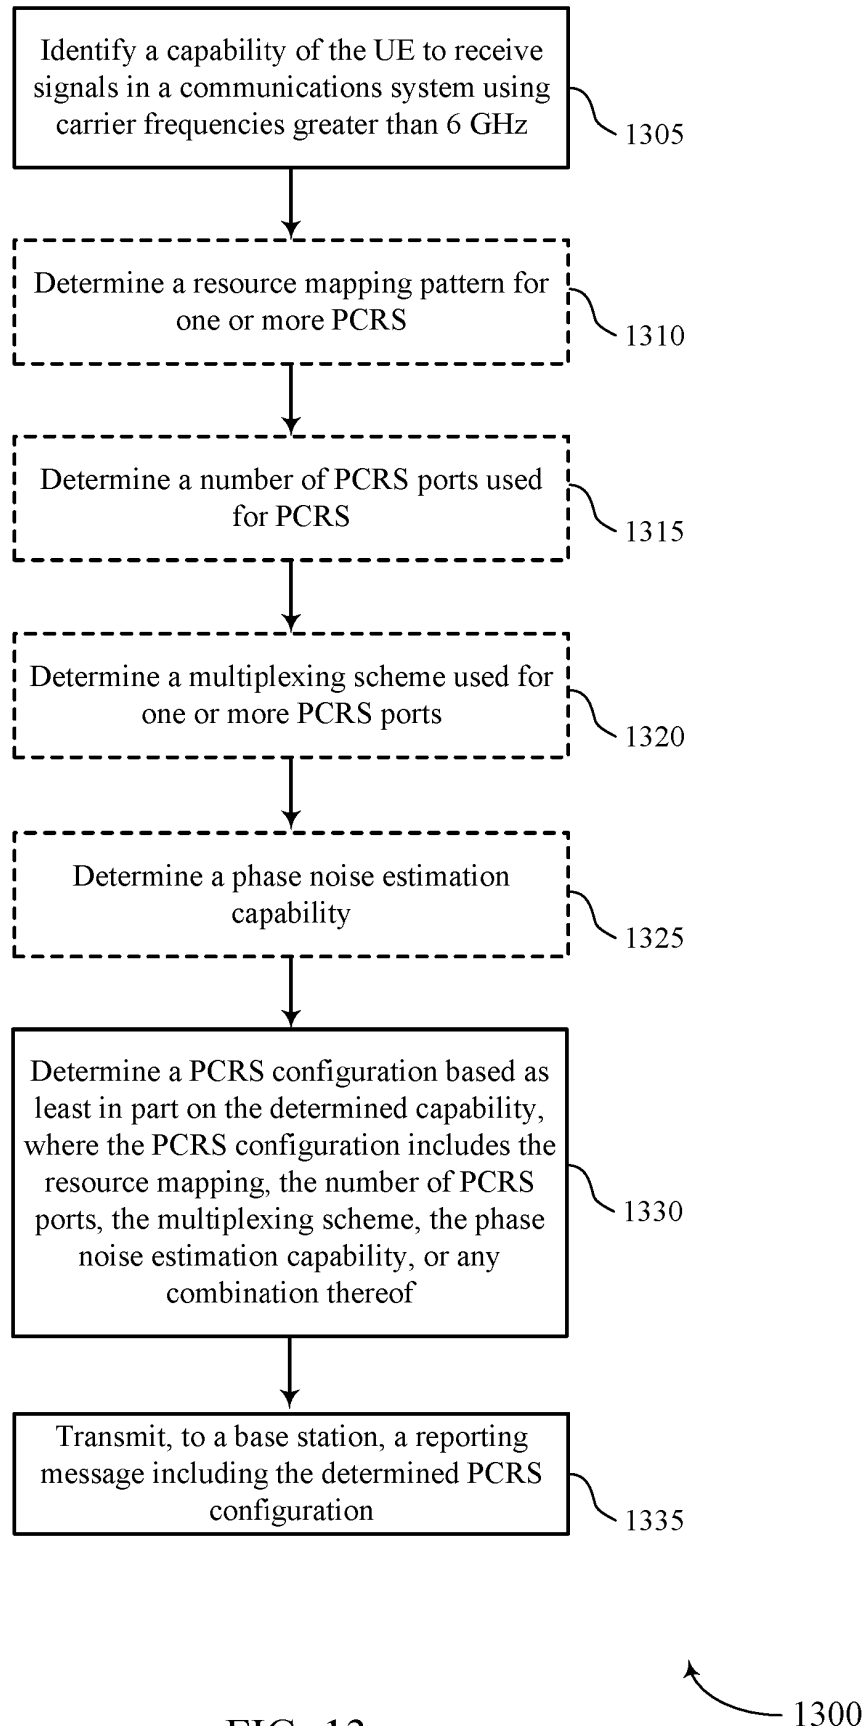 Identify a capability of the UE to receive
signals in a communications system using
carrier frequencies greater than 6 GHz
1305
Determine a resource mapping pattern for
one or more PCRS
1310
Determine a number of PCRS ports used
for PCRS
1315
Determine a multiplexing scheme used for
one or more PCRS ports
1320
Determine a phase noise estimation
capability
1325
Determine a PCRS configuration based as
least in part on the determined capability,
where the PCRS configuration includes the
resource mapping, the number of PCRS
ports, the multiplexing scheme, the phase
noise estimation capability, or any
combination thereof
1330
Transmit, to a base station, a reporting
message including the determined PCRS
configuration
1335
1300
FIG. 13